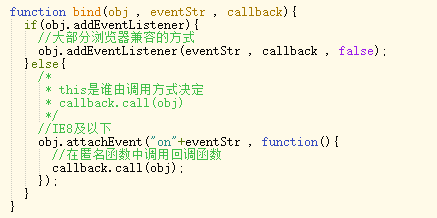 function bind(obj , eventStr , callback){
if(obj.addEventListener){
//大部分浏览器兼容的方式
obj.addEventListener(eventStr , callback , false);
}else{
/*
* this是谁由调用方式决定
* callback.call(obj)
*/
//IE8及以下
obj.attachEvent("on"+eventStr , function(){
//在匿名函数中调用回调函数
callback.call(obj);
});
}
}